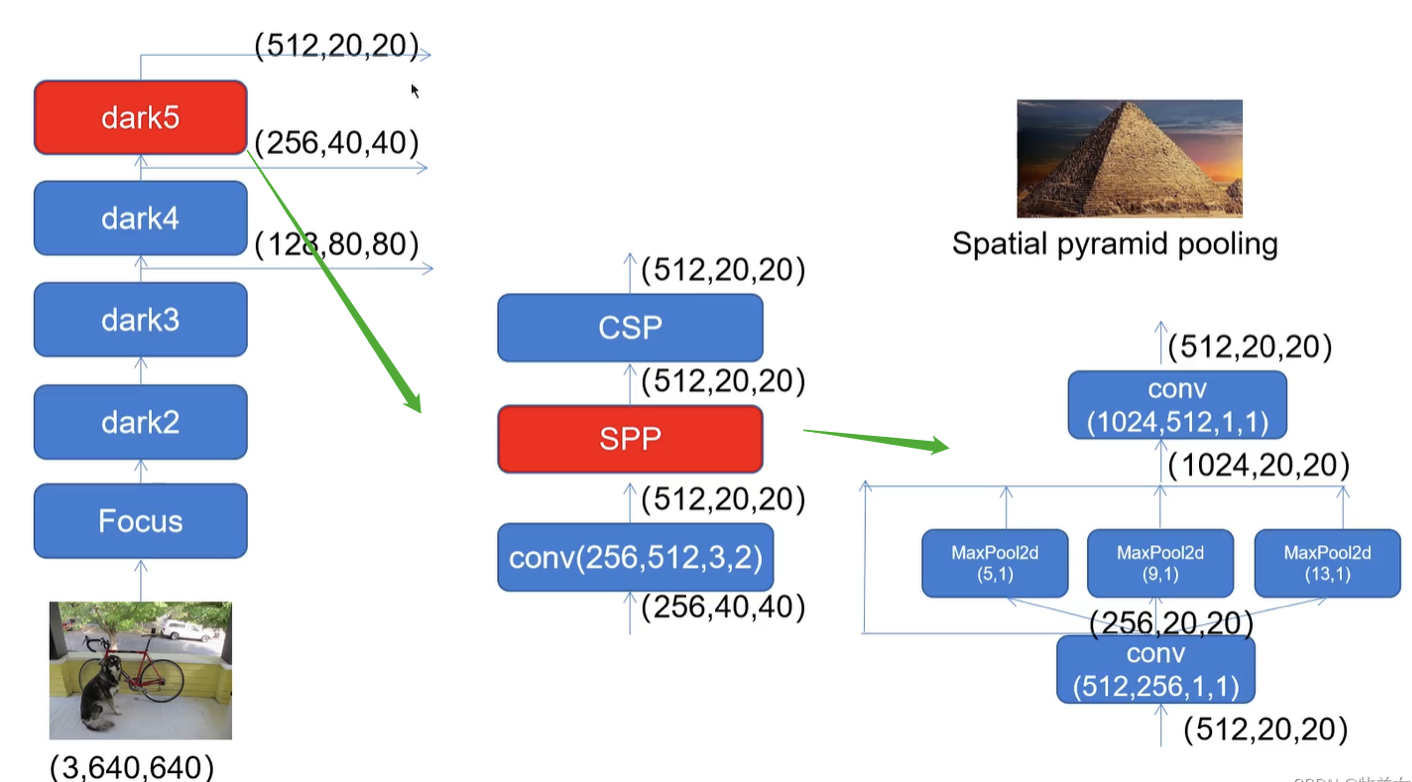 (512,20,20)
dark5
(256,40,40)
dark4
(128,80,80)
dark3
dark2
Focus
(3,640,640)
(512,20,20)
CSP
(512,20,20)
SPP
(512,20,20)
conv(256,512,3,2)
(256,40,40)
Spatial pyramid pooling
(512,20,20)
conv
(1024,512,1,1)
(1024,20,20)
MaxPool2d
(5,1)
MaxPool2d
(9,1)
MaxPool2d
(13,1)
(256,20,20)
conv
(512,256,1,1)
(512,20,20)